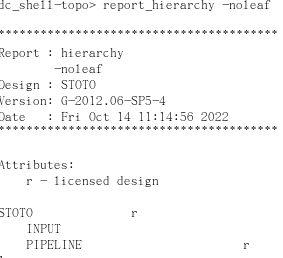 dc_shell-topo> report_hierarchy -noleaf
****************************************
Report : hierarchy
-noleaf
Design : STOTO
Version: G-2012.06-SP5-4
Date : Fri Oct 14 11:14:56 2022
****************************************
Attributes:
r - licensed design
STOTO r
INPUT
PIPELINE r